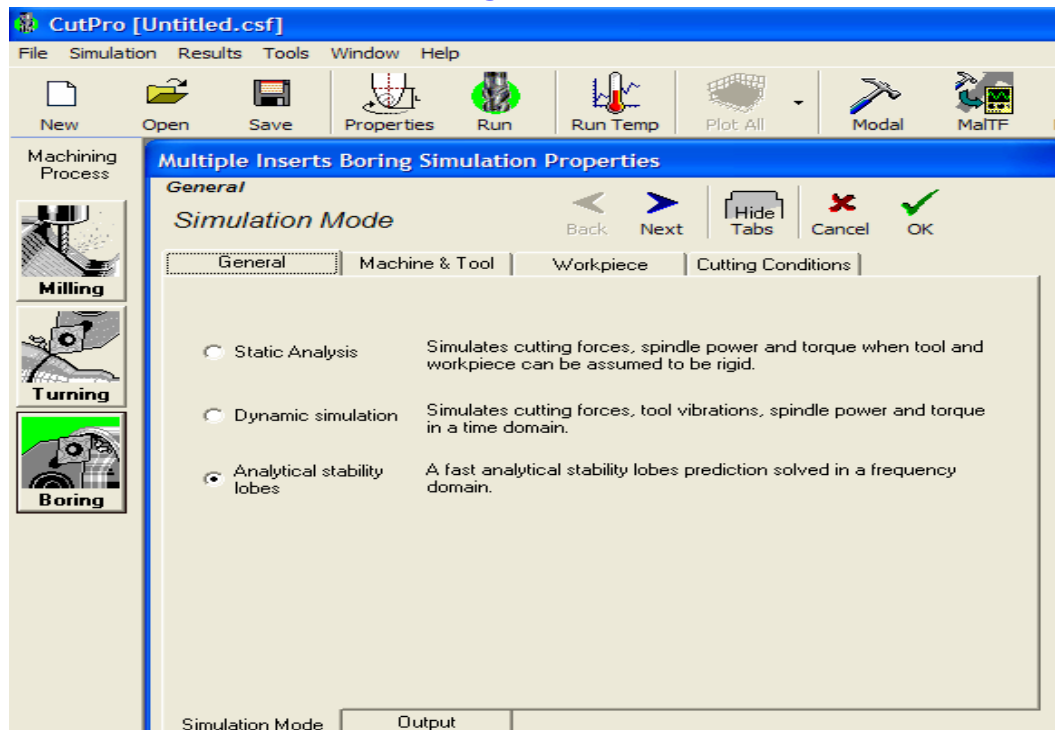 CutPro [Untitled.csf]
File Simulation Results Tools Window Help
New Open Save Properties Run Run Temp Plot All Modal MalTF
Machining
Process
Milling
Turning
Boring
Multiple Inserts Boring Simulation Properties
General
Simulation Mode
Back Next Hide Tabs Cancel OK
General Machine & Tool Workpiece Cutting Conditions
Static Analysis
Simulates cutting forces, spindle power and torque when tool and
workpiece can be assumed to be rigid.
Dynamic simulation
Simulates cutting forces, tool vibrations, spindle power and torque
in a time domain.
Analytical stability
lobes
A fast analytical stability lobes prediction solved in a frequency
domain.
Simulation Mode Output